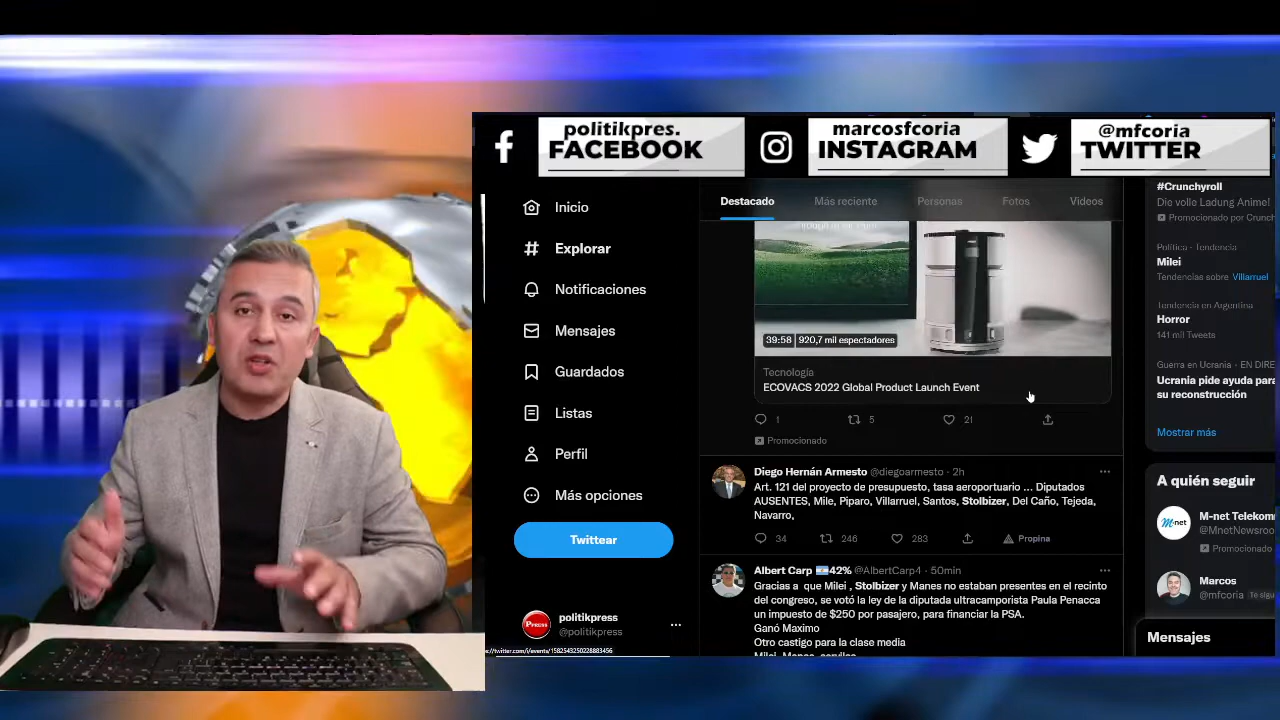 politikpres.
FACEBOOK
marcosfcoria
INSTAGRAM
@mfcoria
TWITTER
Inicio
Explorar
Notificaciones
Mensajes
Guardados
Listas
Perfil
Más opciones
Twittear
politikpress
@politikpress
Destacado
Más reciente
Personas
Fotos
Videos
39:58 | 920,7 mil espectadores
Tecnología
ECOVACS 2022 Global Product Launch Event
1
5
21
Promocionado
Diego Hernán Armesto @diegoarmesto · 2h
Art. 121 del proyecto de presupuesto, tasa aeroportuario ... Diputados
AUSENTES, Mile, Piparo, Villarruel, Santos, Stolbizer, Del Caño, Tejeda,
Navarro,
34
246
283
Propina
Albert Carp 🇦🇷42% @AlbertCarp4 · 50min
Gracias a que Milei , Stolbizer y Manes no estaban presentes en el recinto
del congreso, se votó la ley de la diputada ultracamporista Paula Penacca
un impuesto de $250 por pasajero, para financiar la PSA.
Ganó Maximo
Otro castigo para la clase media
#Crunchyroll
Die volle Ladung Anime!
Promocionado por Crunch
Política · Tendencia
Milei
Tendencias sobre Villarruel
Tendencia en Argentina
Horror
141 mil Tweets
Guerra en Ucrania · EN DIRE
Ucrania pide ayuda para
su reconstrucción
Mostrar más
A quién seguir
M-net
M-net Telekom
@MnetNewsroo
Promocionado
Marcos
@mfcoria Te sigu
Mensajes